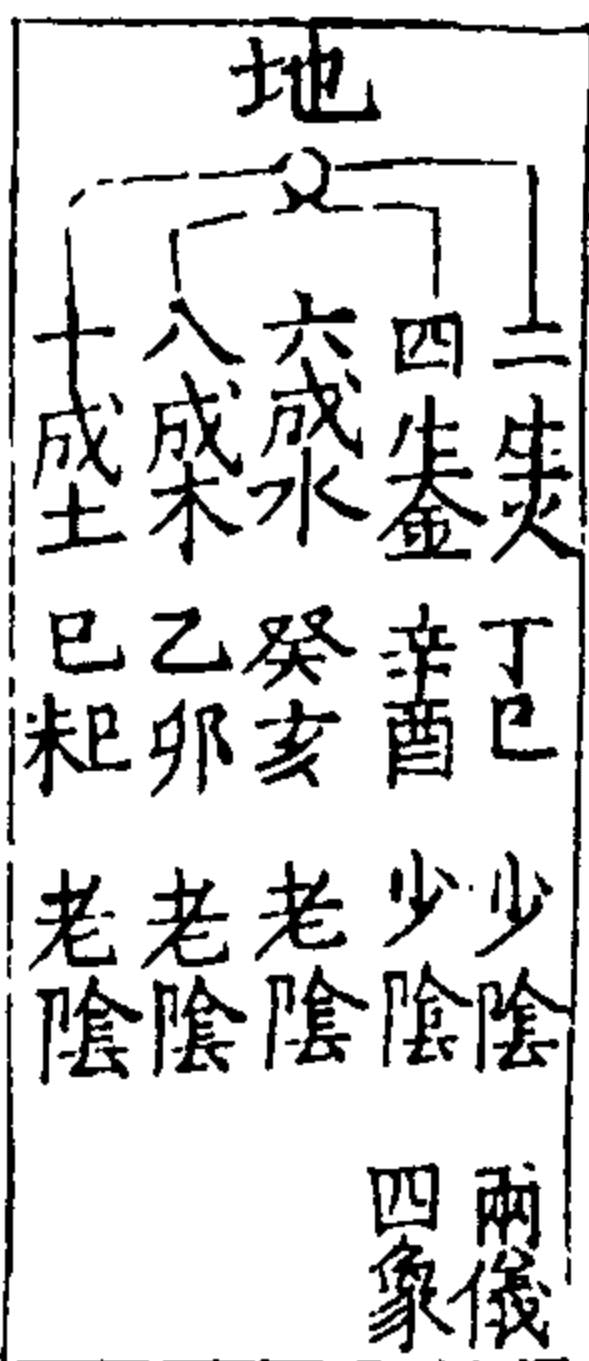 地
二生火 丁巳 少陰 兩儀
四生金 辛酉 少陰 四象
六成水 癸亥 老陰
八成木 乙卯 老陰
十成土 己未 老陰